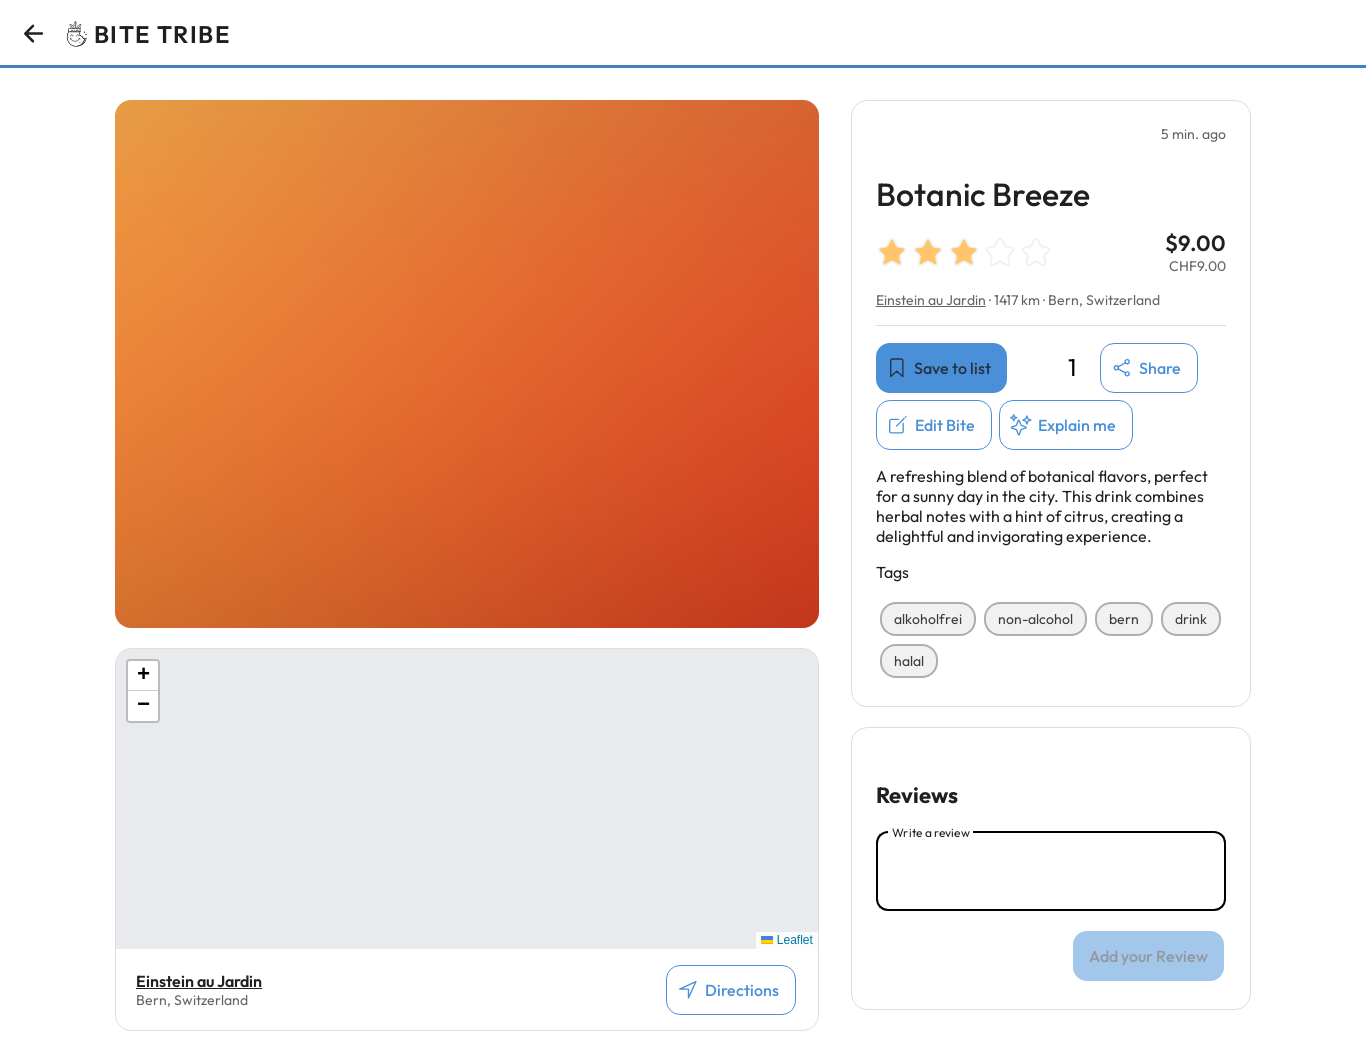 BITE TRIBE
5 min. ago
Botanic Breeze
$9.00
CHF9.00
Einstein au Jardin · 1417 km · Bern, Switzerland
Save to list
1
Share
Edit Bite
Explain me
A refreshing blend of botanical flavors, perfect
for a sunny day in the city. This drink combines
herbal notes with a hint of citrus, creating a
delightful and invigorating experience.
Tags
alkoholfrei
non-alcohol
bern
drink
halal
+
−
Leaflet
Einstein au Jardin
Bern, Switzerland
Directions
Reviews
Write a review
Add your Review